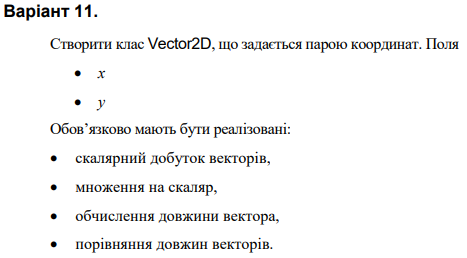 Варіант 11.
Створити клас Vector2D, що задається парою координат. Поля
• x
• y
Обов’язково мають бути реалізовані:
• скалярний добуток векторів,
• множення на скаляр,
• обчислення довжини вектора,
• порівняння довжин векторів.